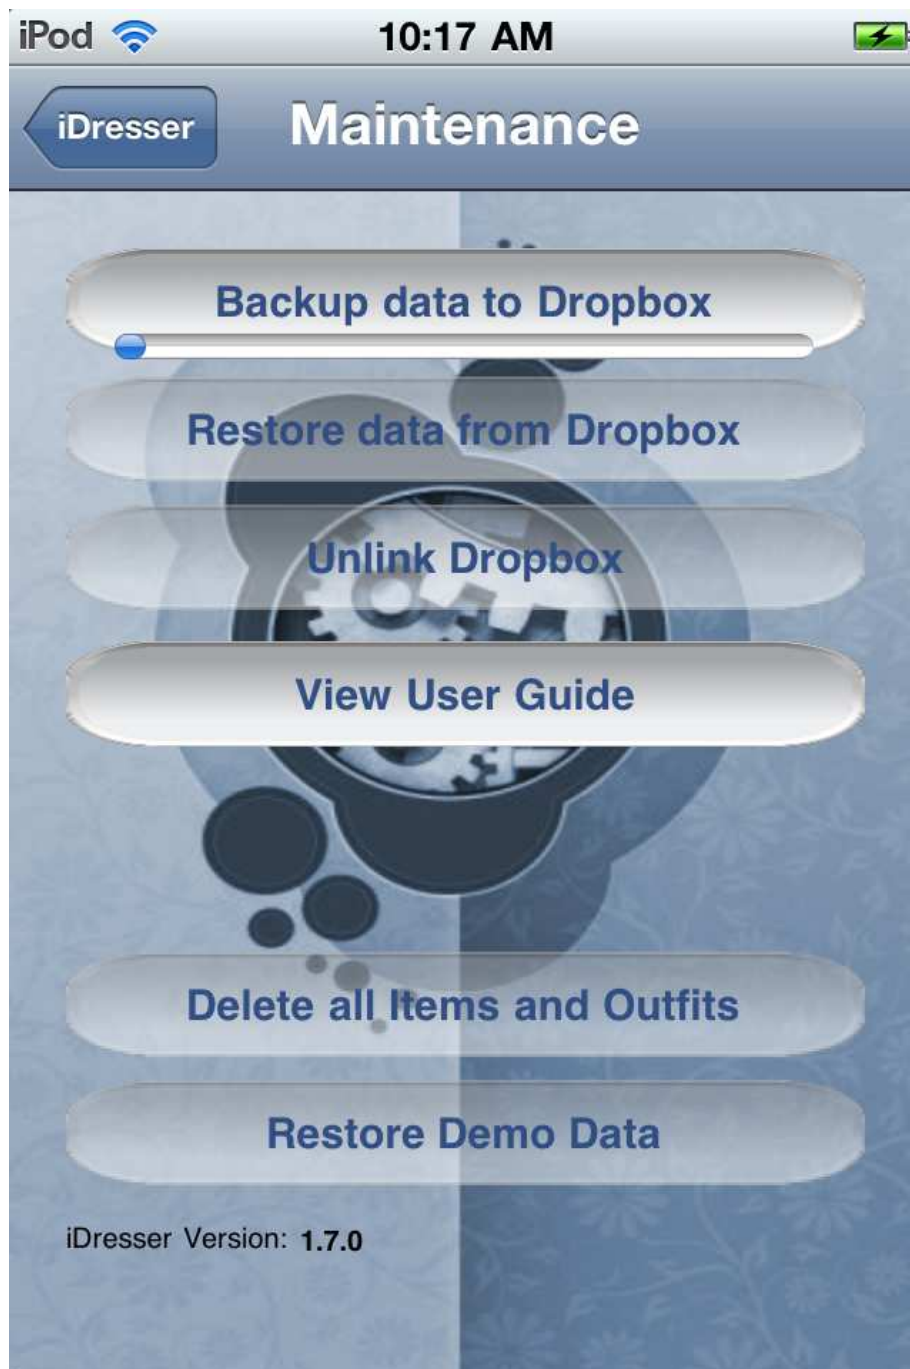 iPod 10:17 AM
iDresser Maintenance
Backup data to Dropbox
Restore data from Dropbox
Unlink Dropbox
View User Guide
Delete all Items and Outfits
Restore Demo Data
iDresser Version: 1.7.0